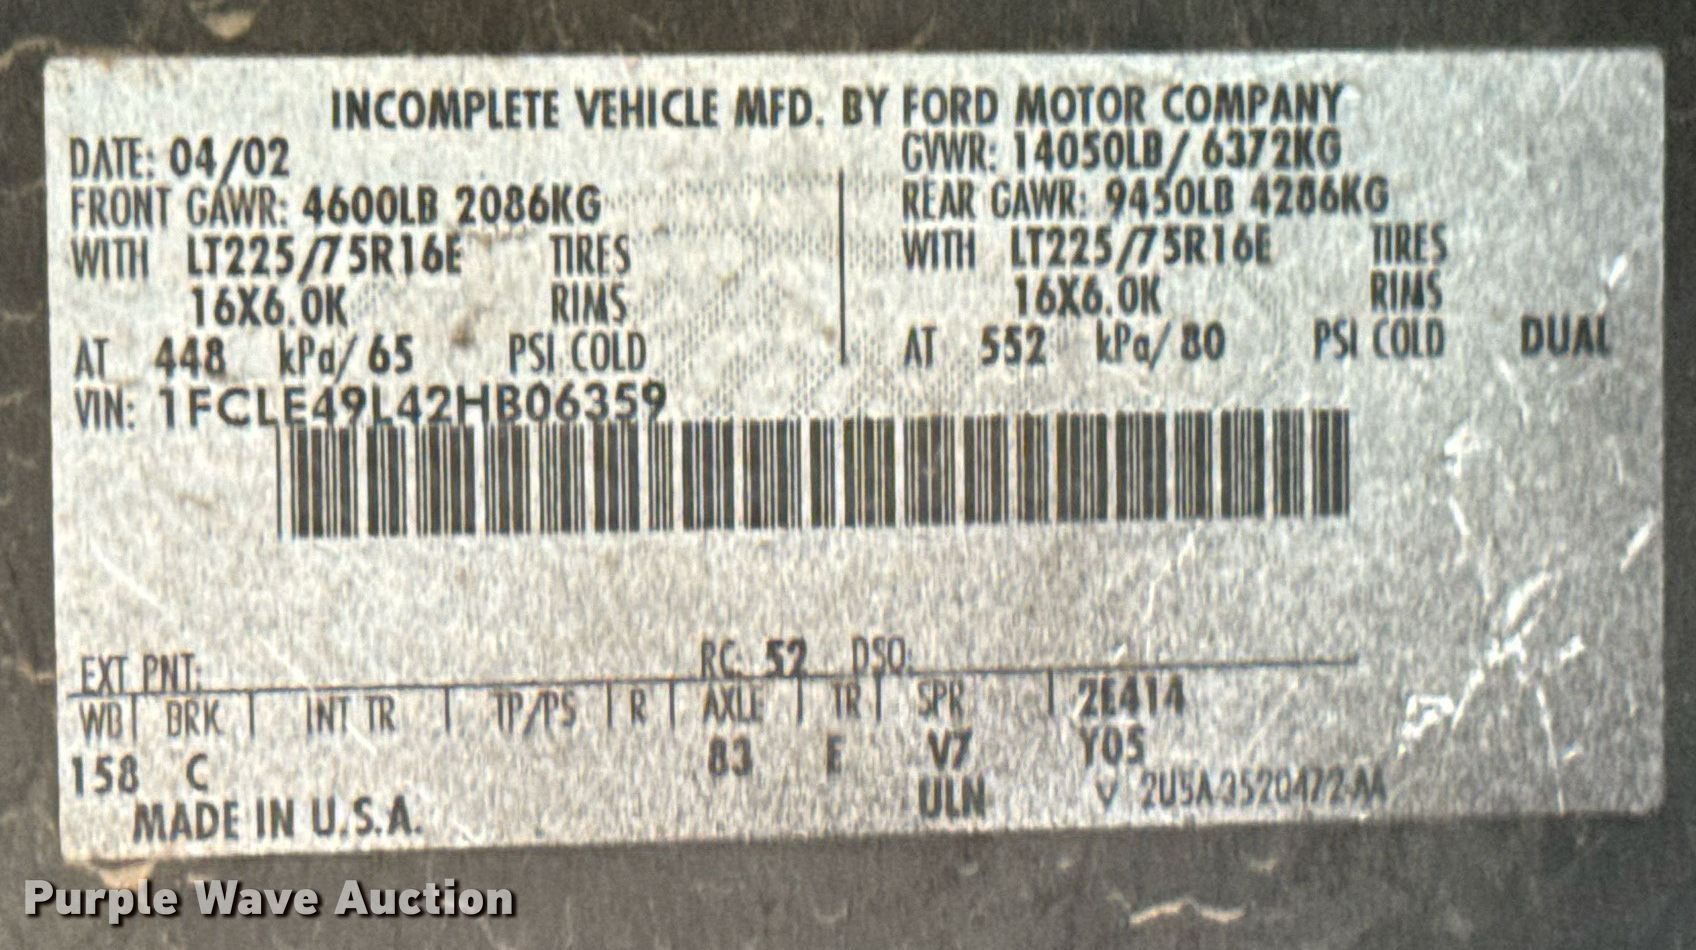 INCOMPLETE VEHICLE MFD. BY FORD MOTOR COMPANY
DATE: 04/02 GVWR: 14050LB/ 6372KG
FRONT GAWR: 4600LB 2086KG REAR GAWR: 9450LB 4286KG
WITH LT225/75R16E TIRES WITH LT225/75R16E TIRES
16X6.0K RIMS 16X6.0K RIMS
AT 448 kPa/ 65 PSI COLD AT 552 kPa/ 80 PSI COLD DUAL
VIN: 1FCLE49L42HB06359
EXT PNT: RC: 52 DSO:
WB BRK INT TR TP/PS R AXLE TR SPR 2E414
158 C 83 E V7 Y05
MADE IN U.S.A. ULN V 2U5A-3520472-AA
Purple Wave Auction